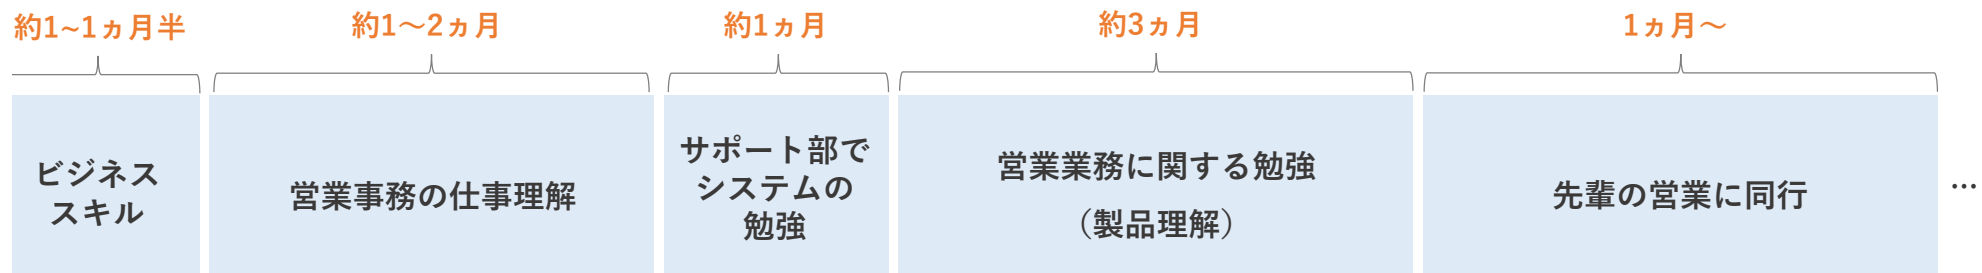 約1~1ヵ月半
約1～2ヵ月
約1ヵ月
約3ヵ月
1ヵ月～
ビジネス
スキル
営業事務の仕事理解
サポート部で
システムの
勉強
営業業務に関する勉強
（製品理解）
先輩の営業に同行
…